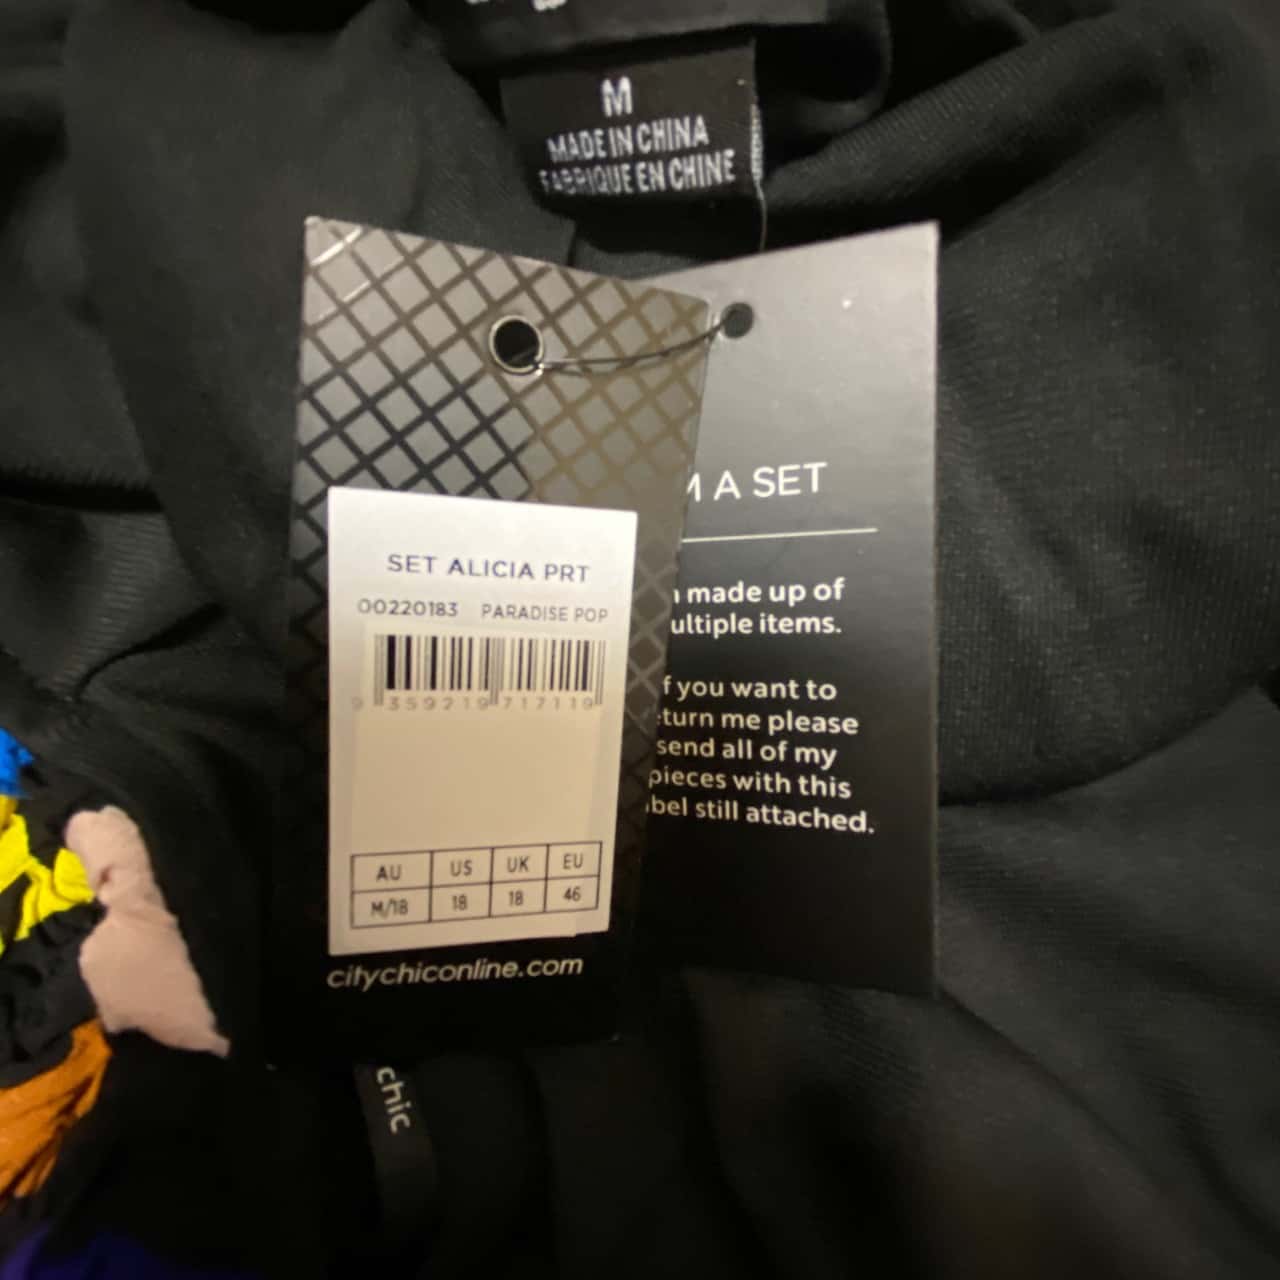 M
MADE IN CHINA
FABRIQUE EN CHINE
SET ALICIA PRT
00220183 PARADISE POP
9 359219 717119
AU US UK EU
M/18 18 18 46
citychiconline.com
A SET
made up of
ultiple items.
f you want to
turn me please
send all of my
pieces with this
bel still attached.
chic